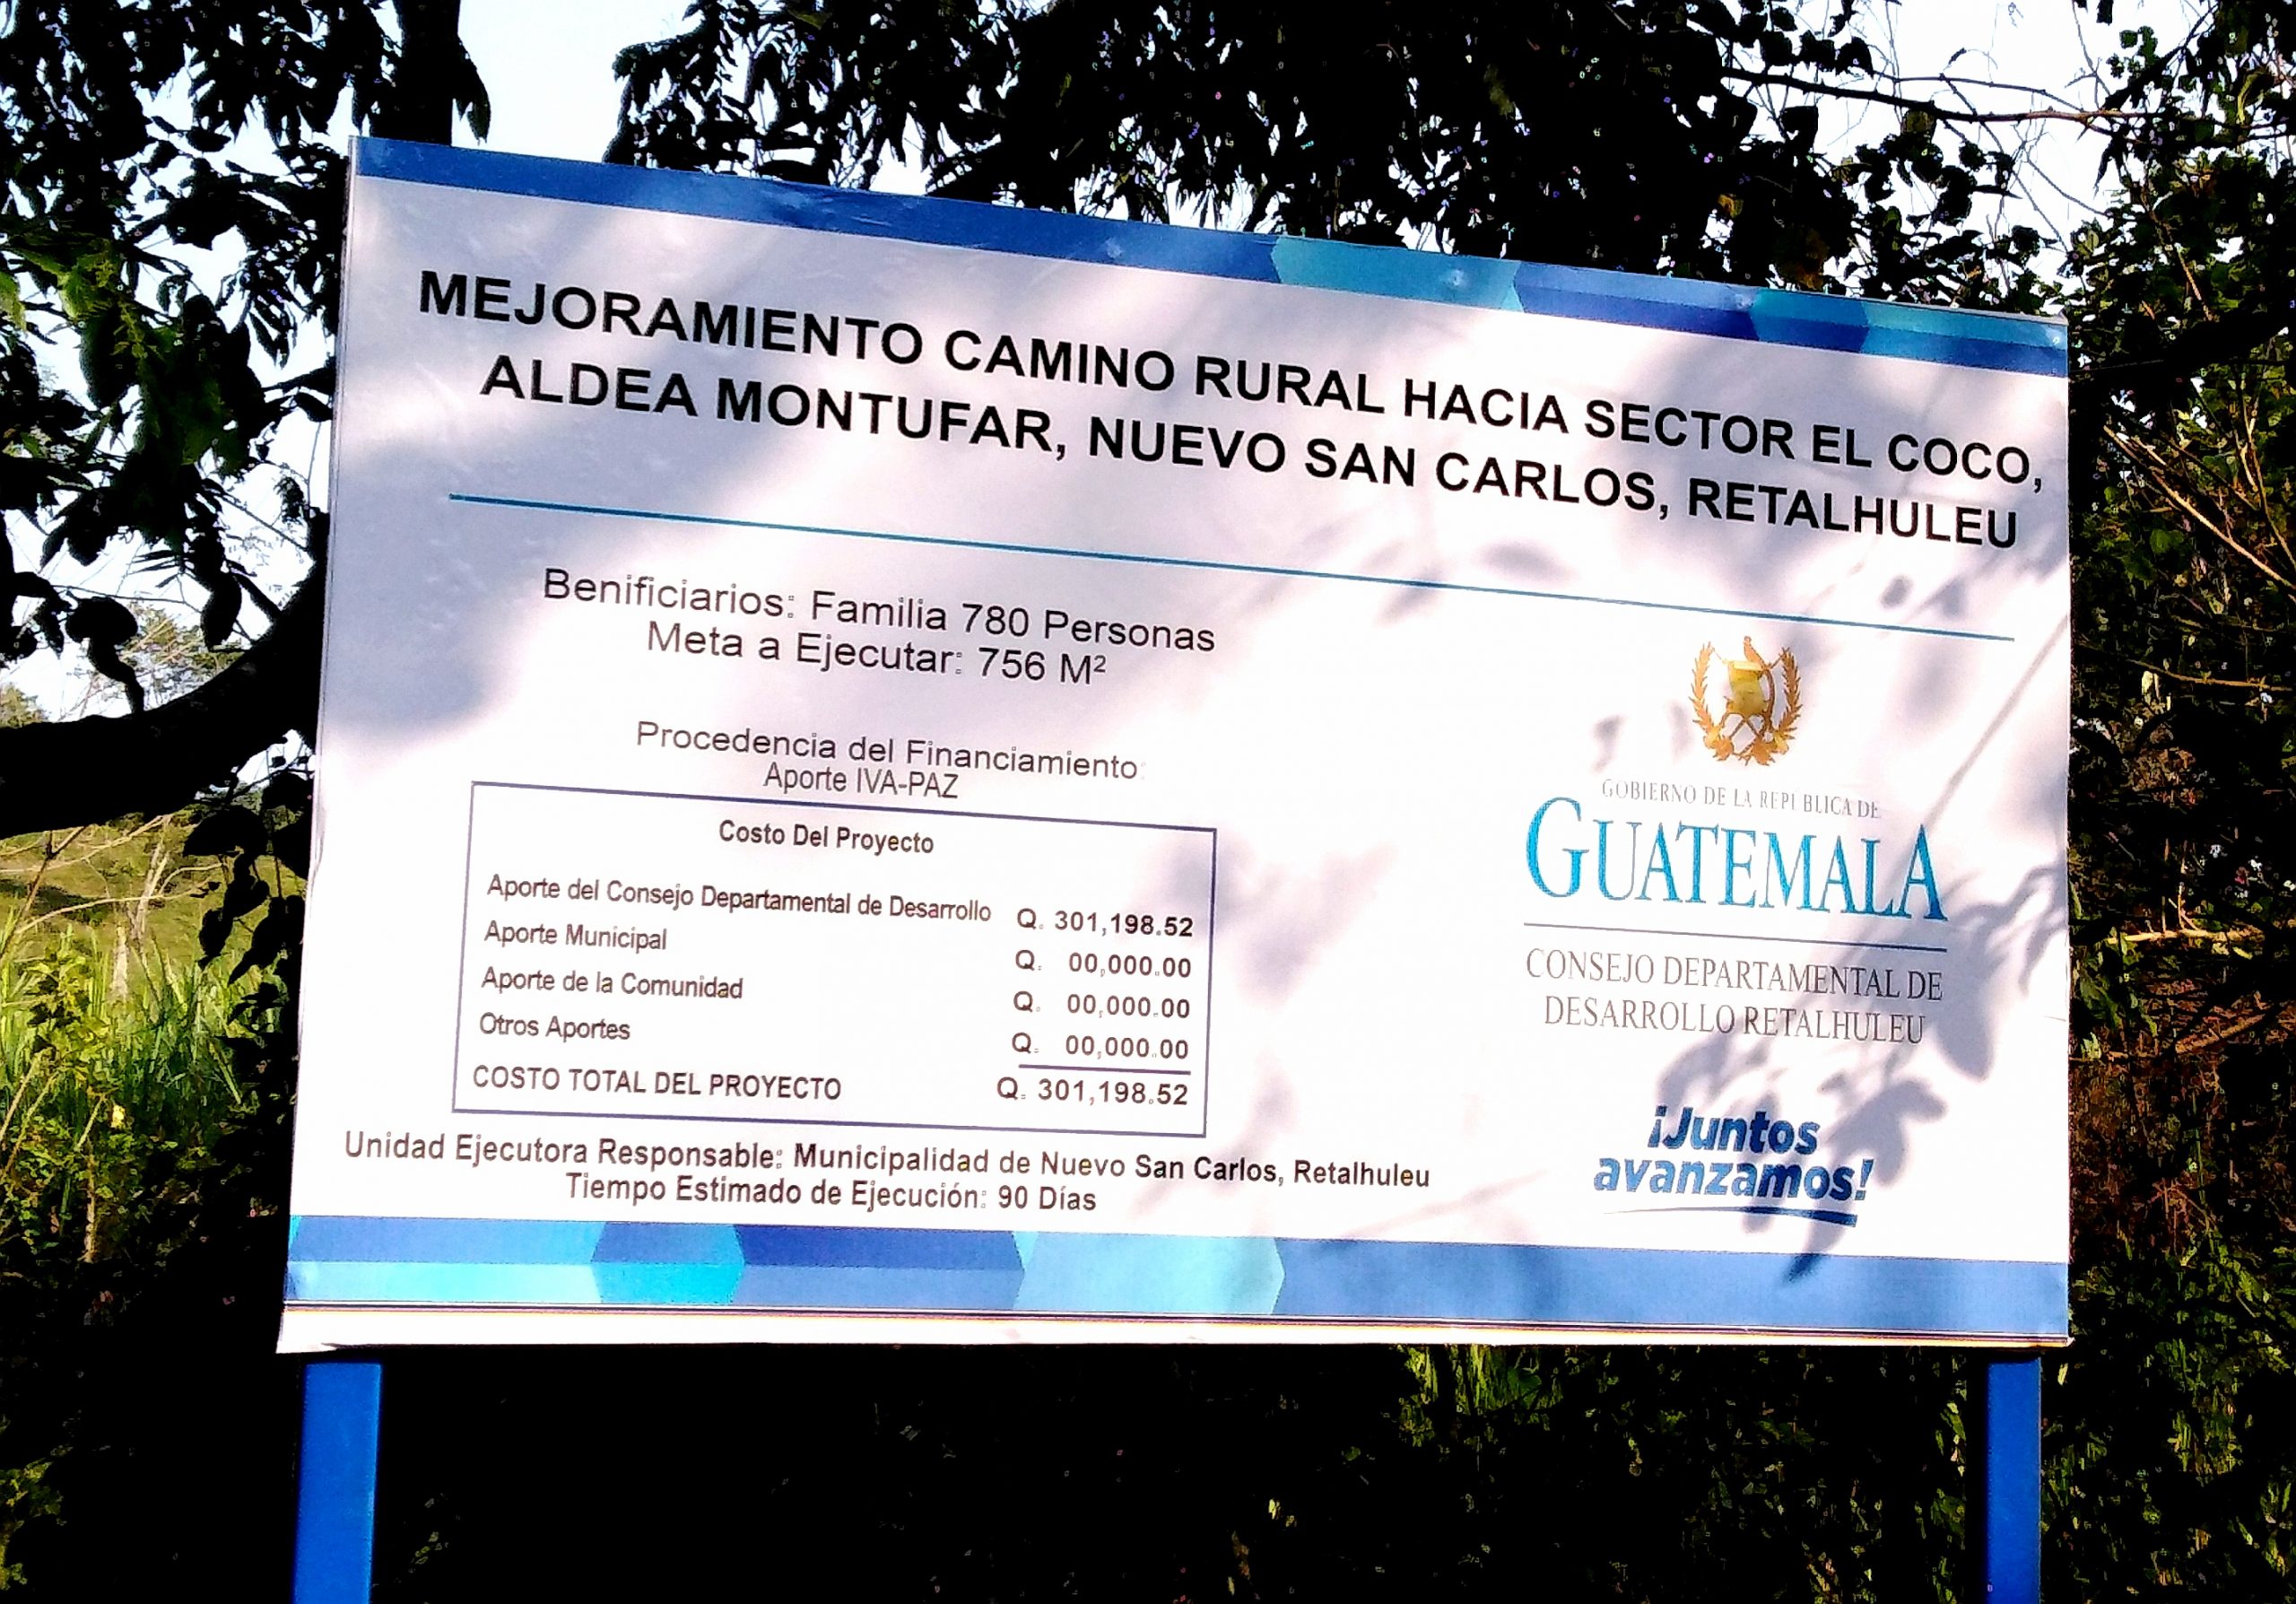 MEJORAMIENTO CAMINO RURAL HACIA SECTOR EL COCO,
ALDEA MONTUFAR, NUEVO SAN CARLOS, RETALHULEU
Benificiarios: Familia 780 Personas
Meta a Ejecutar: 756 M²
Procedencia del Financiamiento:
Aporte IVA-PAZ
Costo Del Proyecto
Aporte del Consejo Departamental de Desarrollo Q. 301,198.52
Aporte Municipal Q. 00,000.00
Aporte de la Comunidad Q. 00,000.00
Otros Aportes Q. 00,000.00
COSTO TOTAL DEL PROYECTO Q. 301,198.52
Unidad Ejecutora Responsable: Municipalidad de Nuevo San Carlos, Retalhuleu
Tiempo Estimado de Ejecución: 90 Días
GOBIERNO DE LA REPUBLICA DE
GUATEMALA
CONSEJO DEPARTAMENTAL DE
DESARROLLO RETALHULEU
¡Juntos
avanzamos!